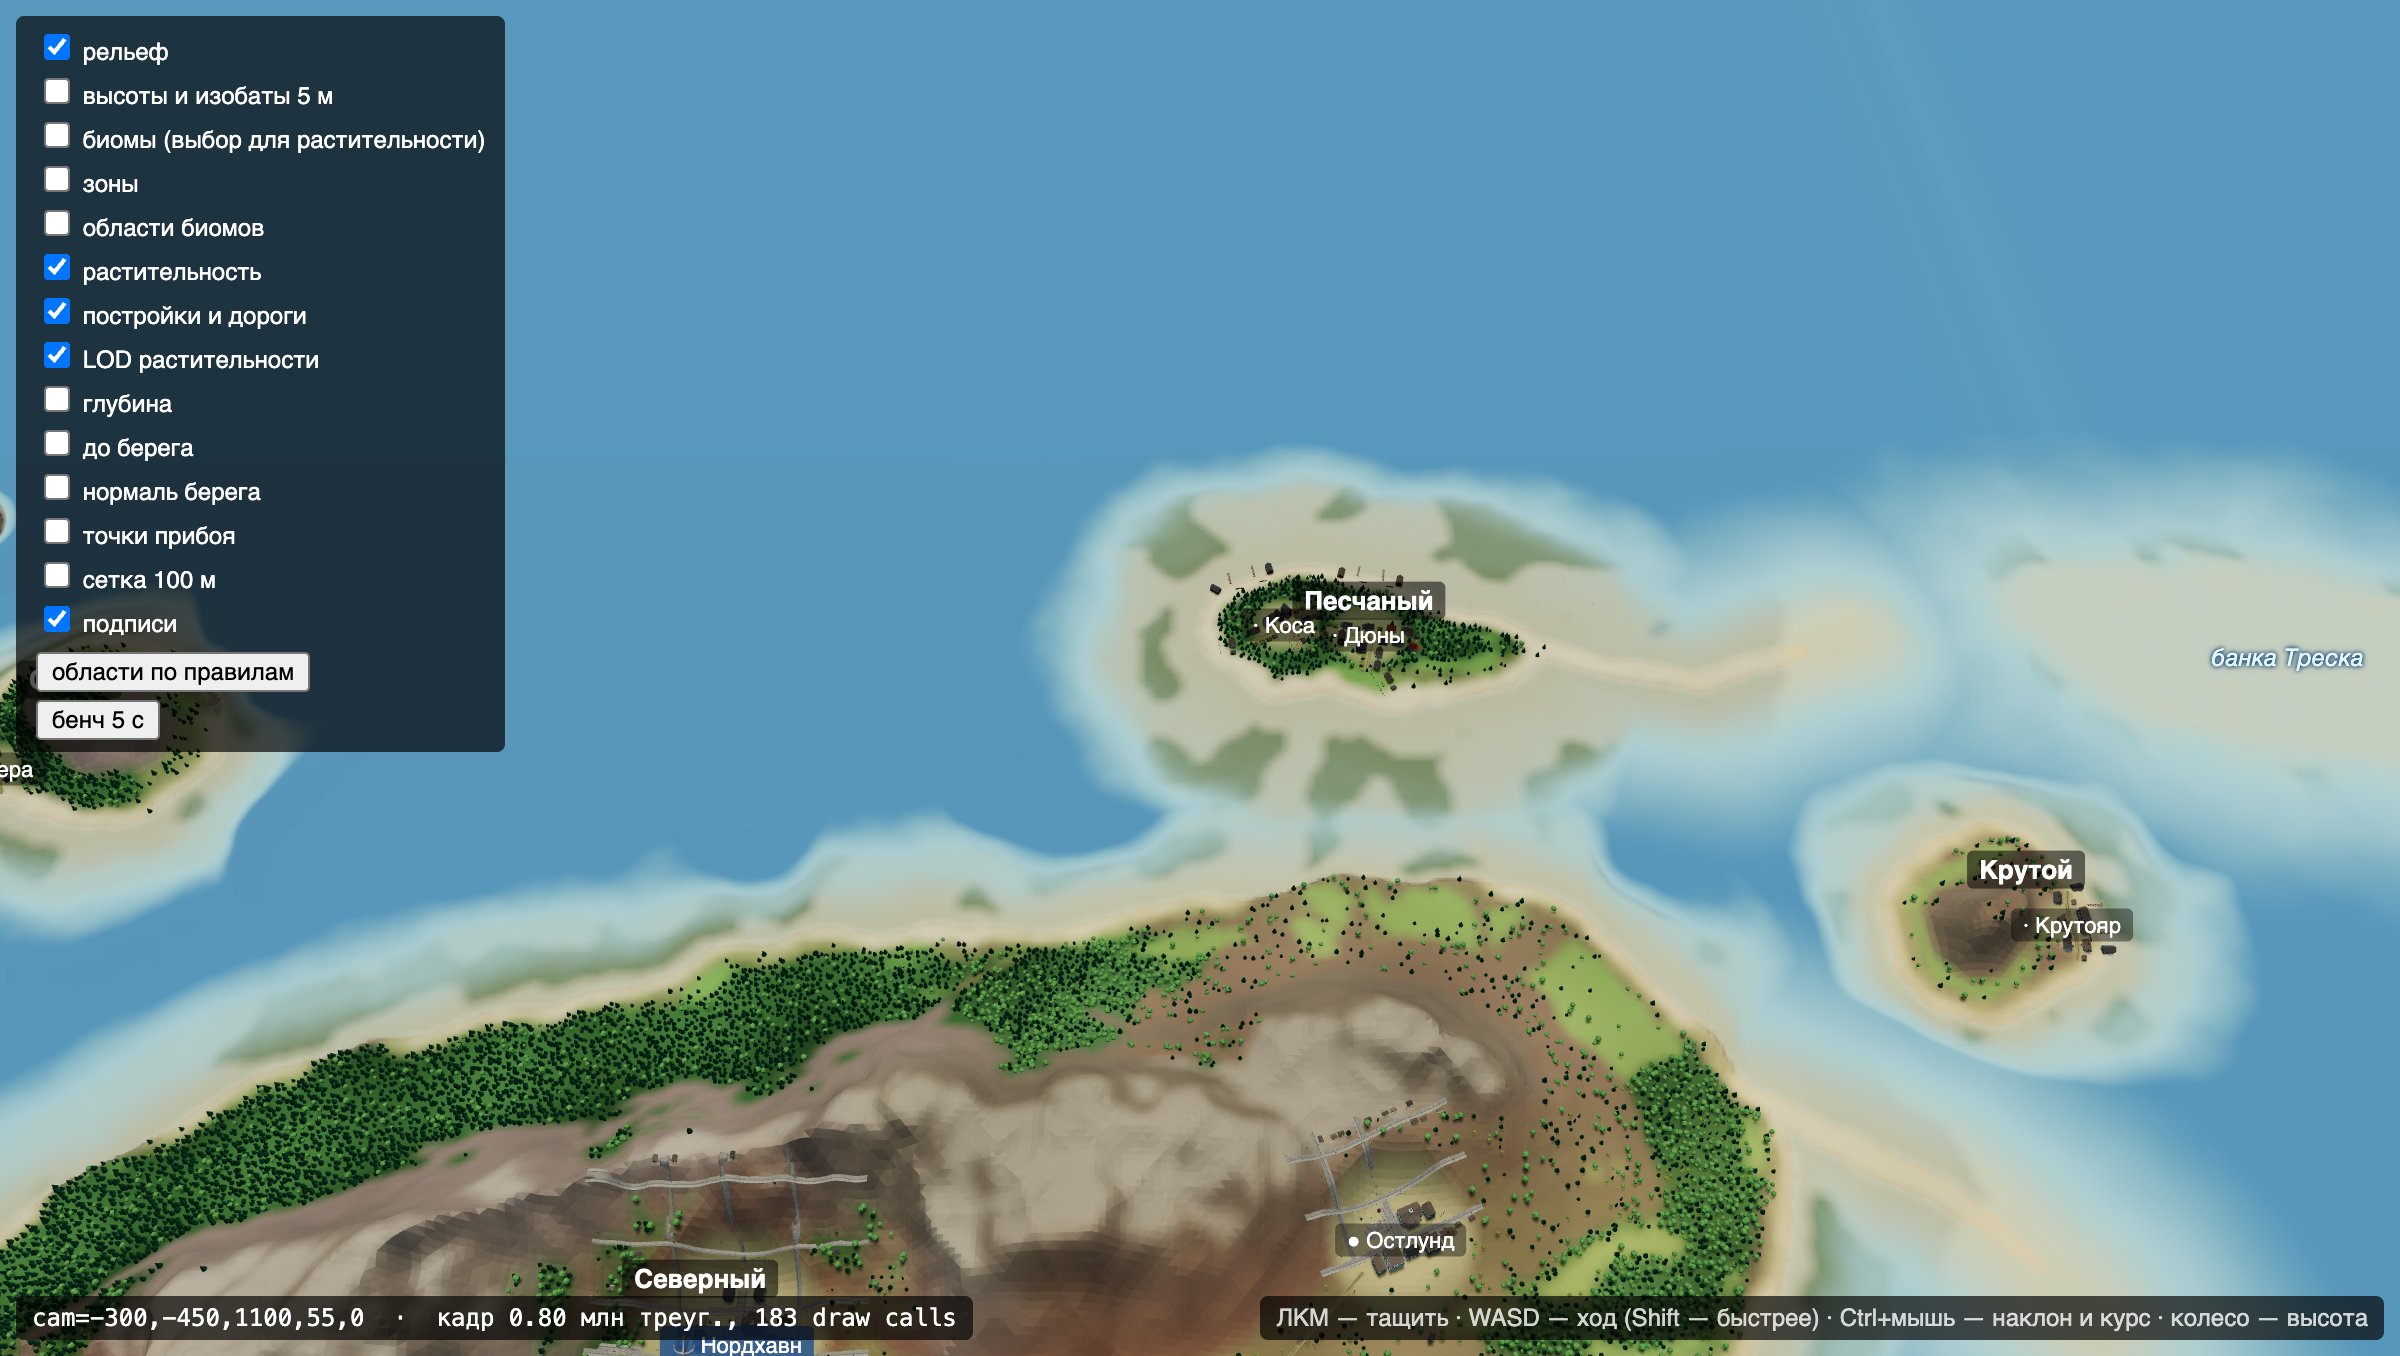 рельеф
высоты и изобаты 5 м
биомы (выбор для растительности)
зоны
области биомов
растительность
постройки и дороги
LOD растительности
глубина
до берега
нормаль берега
точки прибоя
сетка 100 м
подписи
области по правилам
бенч 5 с
ера
Песчаный
· Коса
· Дюны
банка Треска
Крутой
· Крутояр
● Остлунд
Северный
cam=−300,−450,1100,55,0 · кадр 0.80 млн треуг., 183 draw calls
ЛКМ — тащить · WASD — ход (Shift — быстрее) · Ctrl+мышь — наклон и курс · колесо — высота
Нордхавн